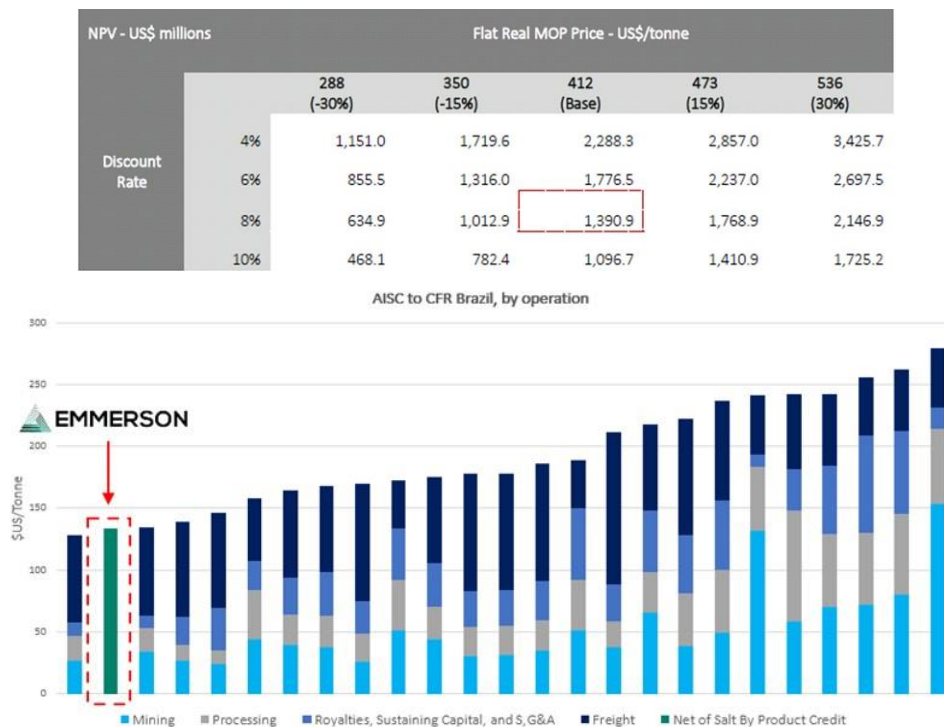 NPV - US$ millions Flat Real MOP Price - US$/tonne
288 350 412 473 536
(-30%) (-15%) (Base) (15%) (30%)
Discount Rate
4% 1,151.0 1,719.6 2,288.3 2,857.0 3,425.7
6% 855.5 1,316.0 1,776.5 2,237.0 2,697.5
8% 634.9 1,012.9 1,390.9 1,768.9 2,146.9
10% 468.1 782.4 1,096.7 1,410.9 1,725.2
AISC to CFR Brazil, by operation
300
250
EMMERSON
200
150
100
50
0
$US/Tonne
Mining Processing Royalties, Sustaining Capital, and S,G&A Freight Net of Salt By Product Credit